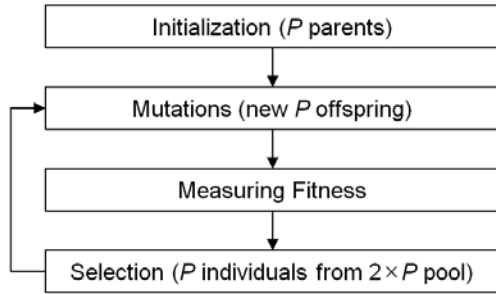 Initialization (P parents)
Mutations (new P offspring)
Measuring Fitness
Selection (P individuals from 2×P pool)